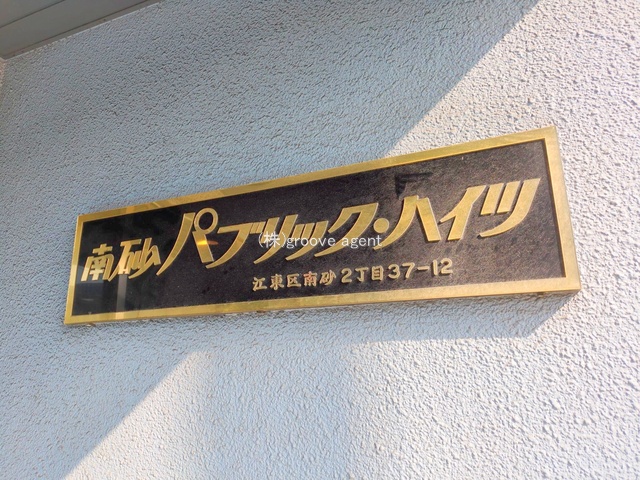 南砂パブリック・ハイツ
(株)groove agent
江東区南砂2丁目37-12